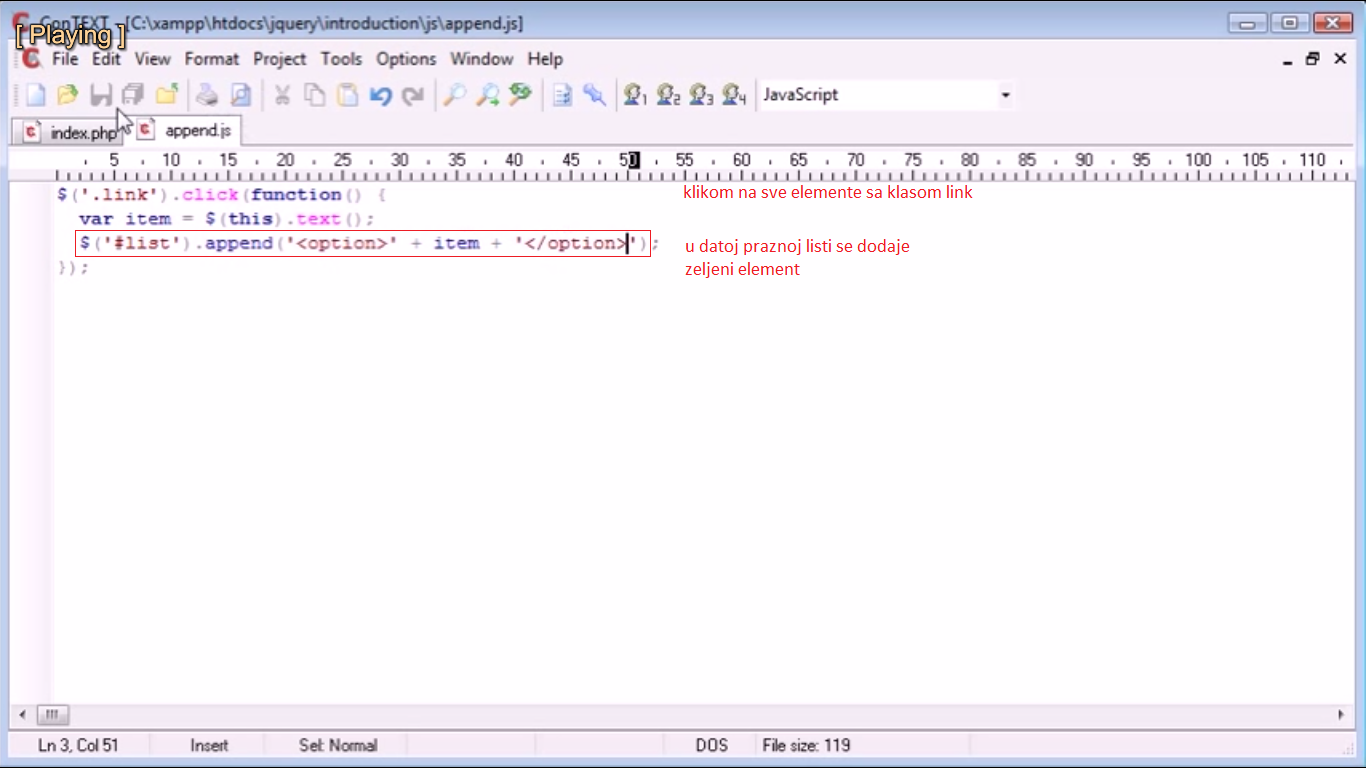 ConTEXT - [C:\xampp\htdocs\jquery\introduction\js\append.js]
[ Playing ]
File Edit View Format Project Tools Options Window Help
1 2 3 4 JavaScript
index.php append.js
5 10 15 20 25 30 35 40 45 50 55 60 65 70 75 80 85 90 95 100 105 110
$('.link').click(function() { klikom na sve elemente sa klasom link
var item = $(this).text();
$('#list').append('<option>' + item + '</option>'); u datoj praznoj listi se dodaje
zeljeni element
});
Ln 3, Col 51 Insert Sel: Normal DOS File size: 119